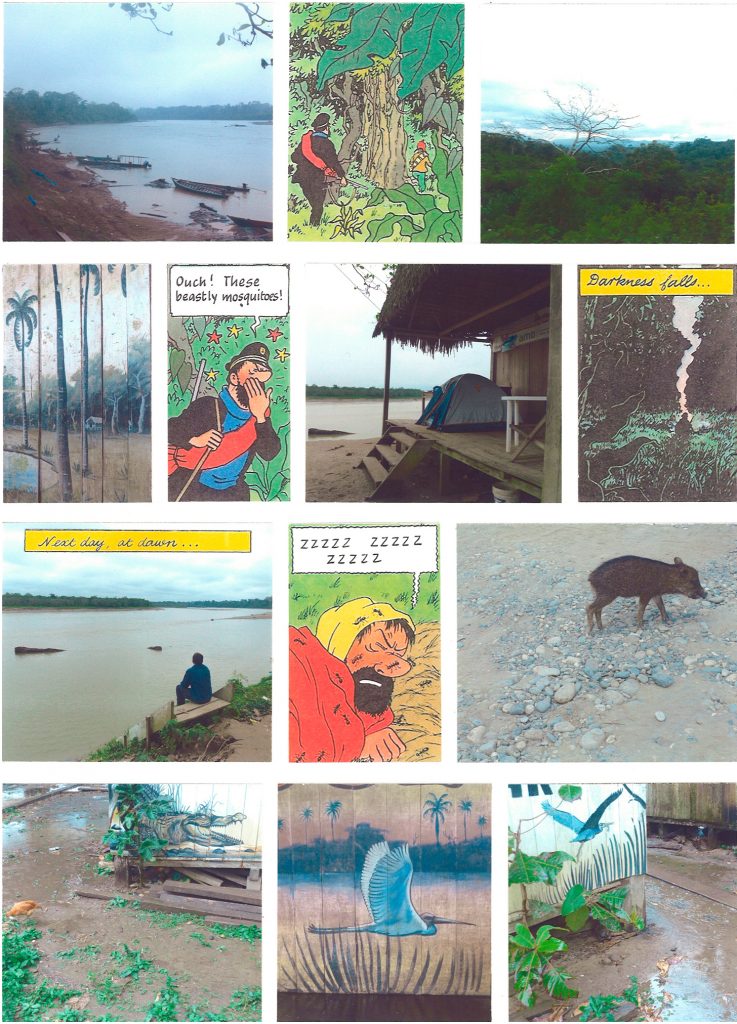 Ouch! These
beastly mosquitoes!
Darkness falls...
Next day, at dawn...
ZZZZZ ZZZZZ
ZZZZZ